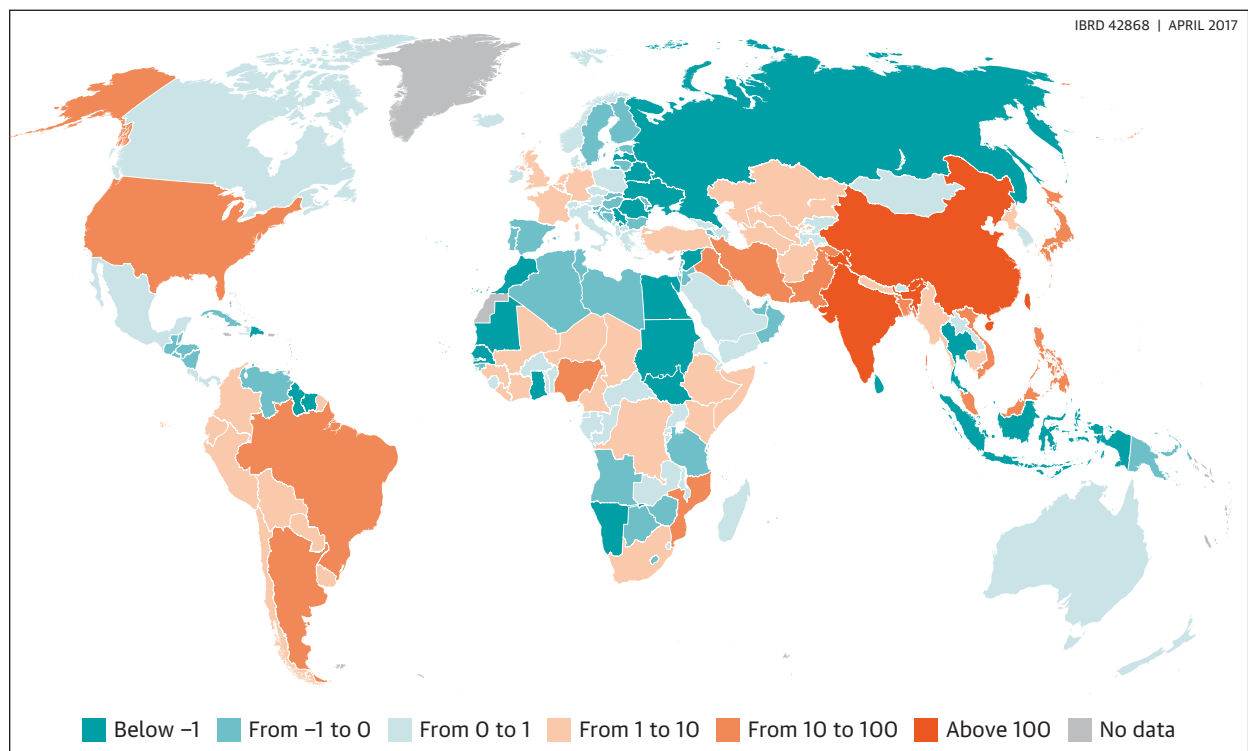 IBRD 42868 | APRIL 2017
Below –1 From –1 to 0 From 0 to 1 From 1 to 10 From 10 to 100 Above 100 No data